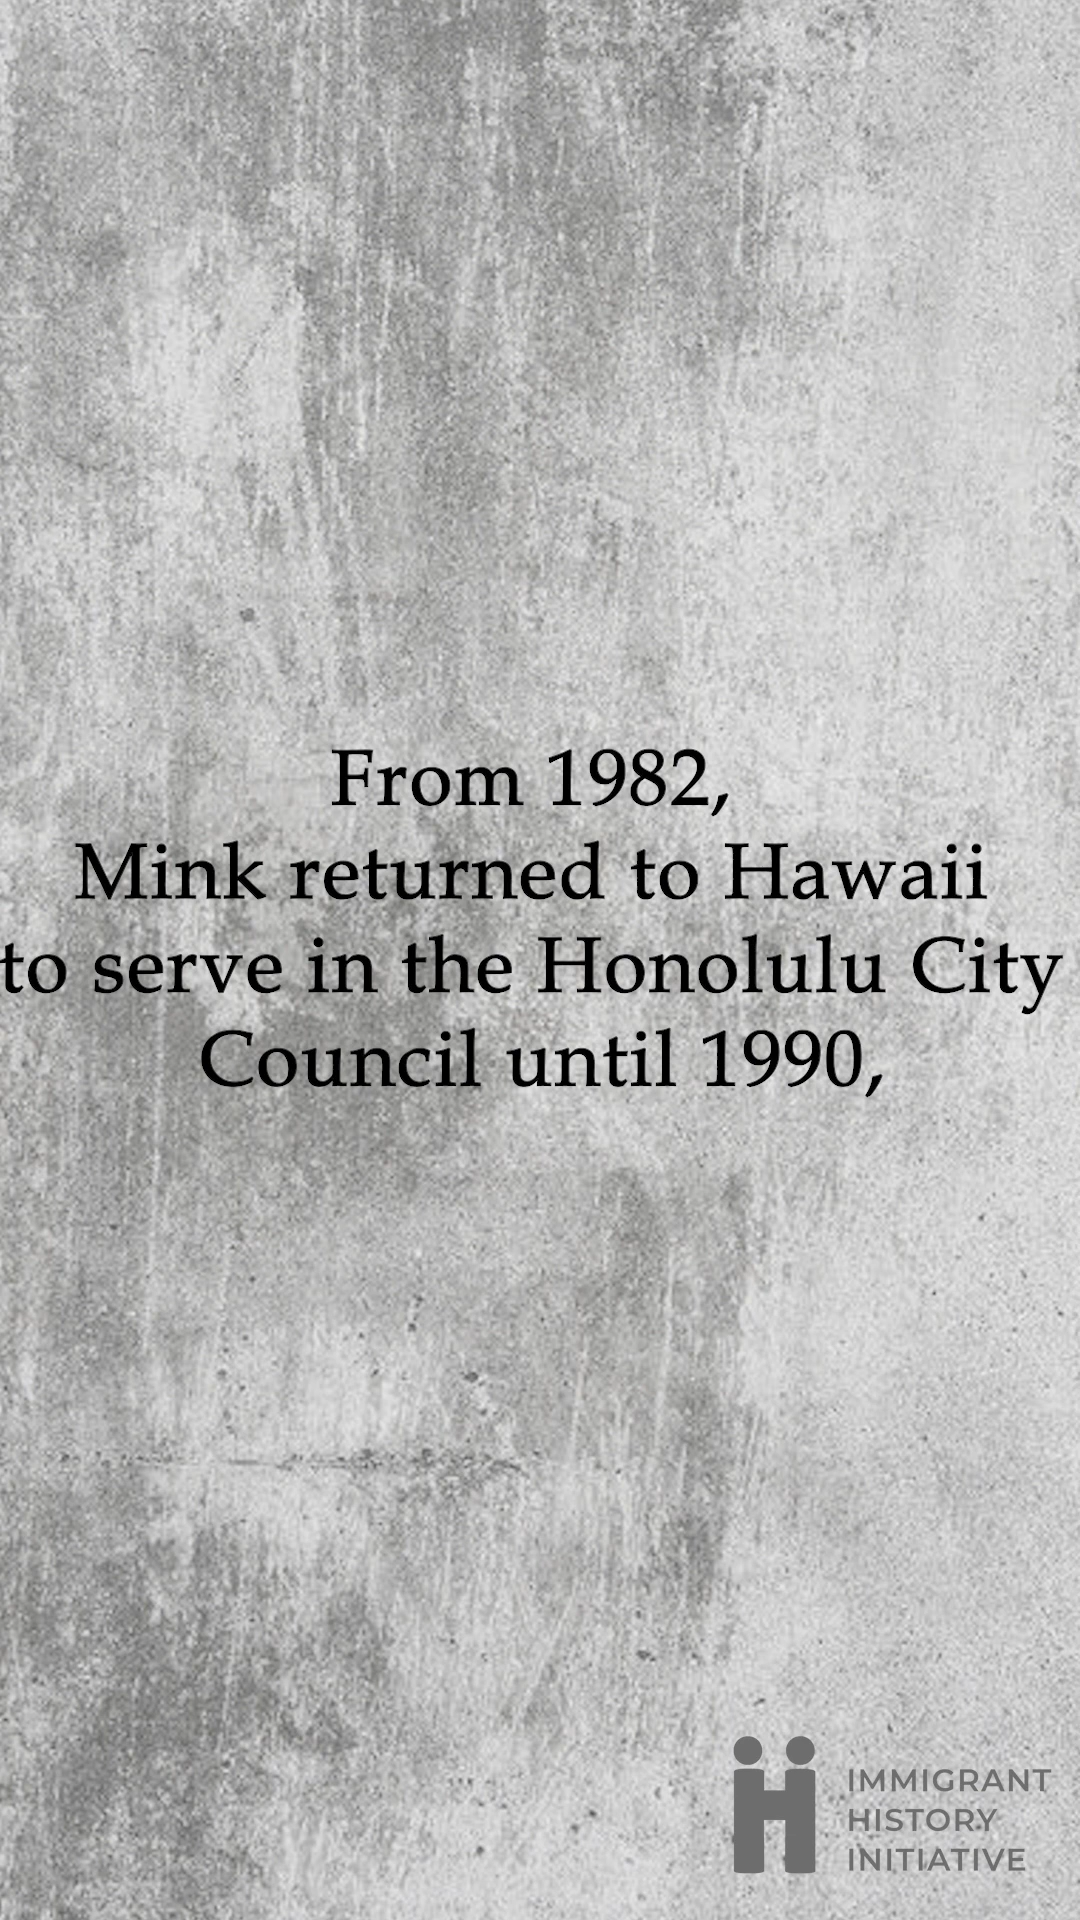 From 1982,
Mink returned to Hawaii
to serve in the Honolulu City
Council until 1990,
IMMIGRANT
HISTORY
INITIATIVE